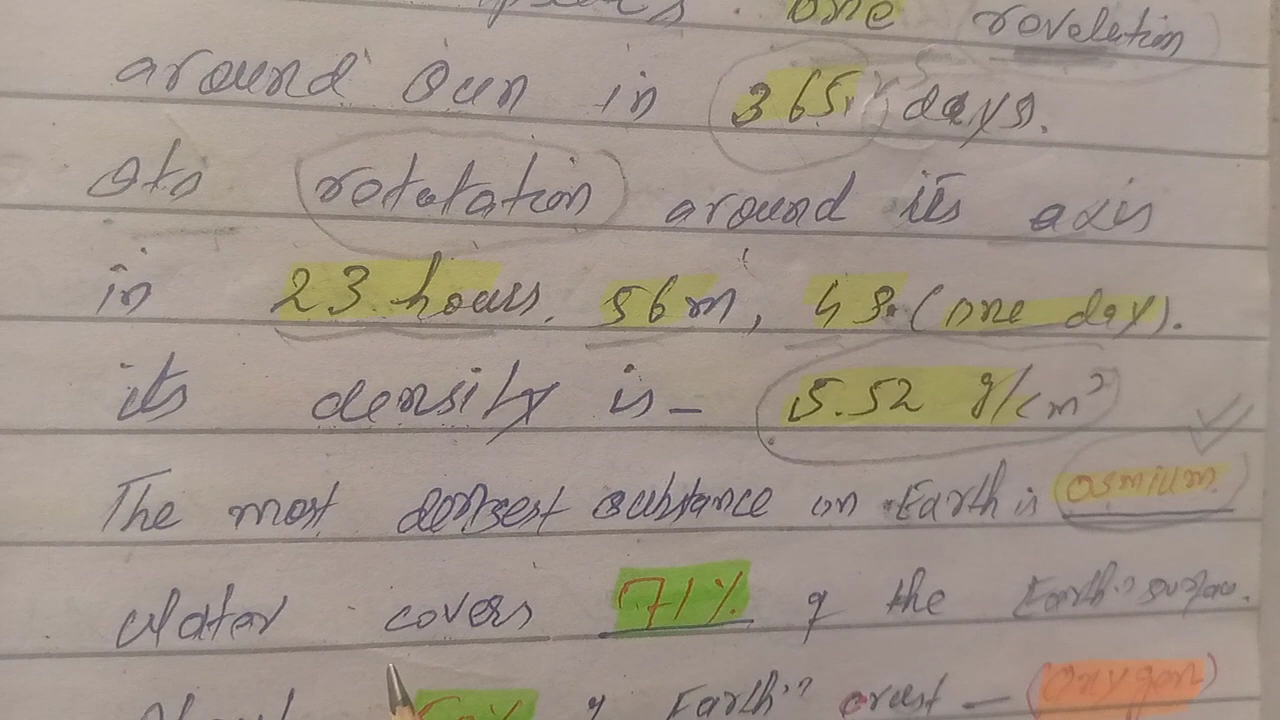 one revolution
around Sun in 365. days.
Its rotatation around its axis
in 23 hours. 56m, 4s. (one day).
its density is - 5.52 g/cm³
The most densest substance on Earth is osmium.
Water covers 71% of the Earth's surface.
of Earth's crust - (Oxygen)